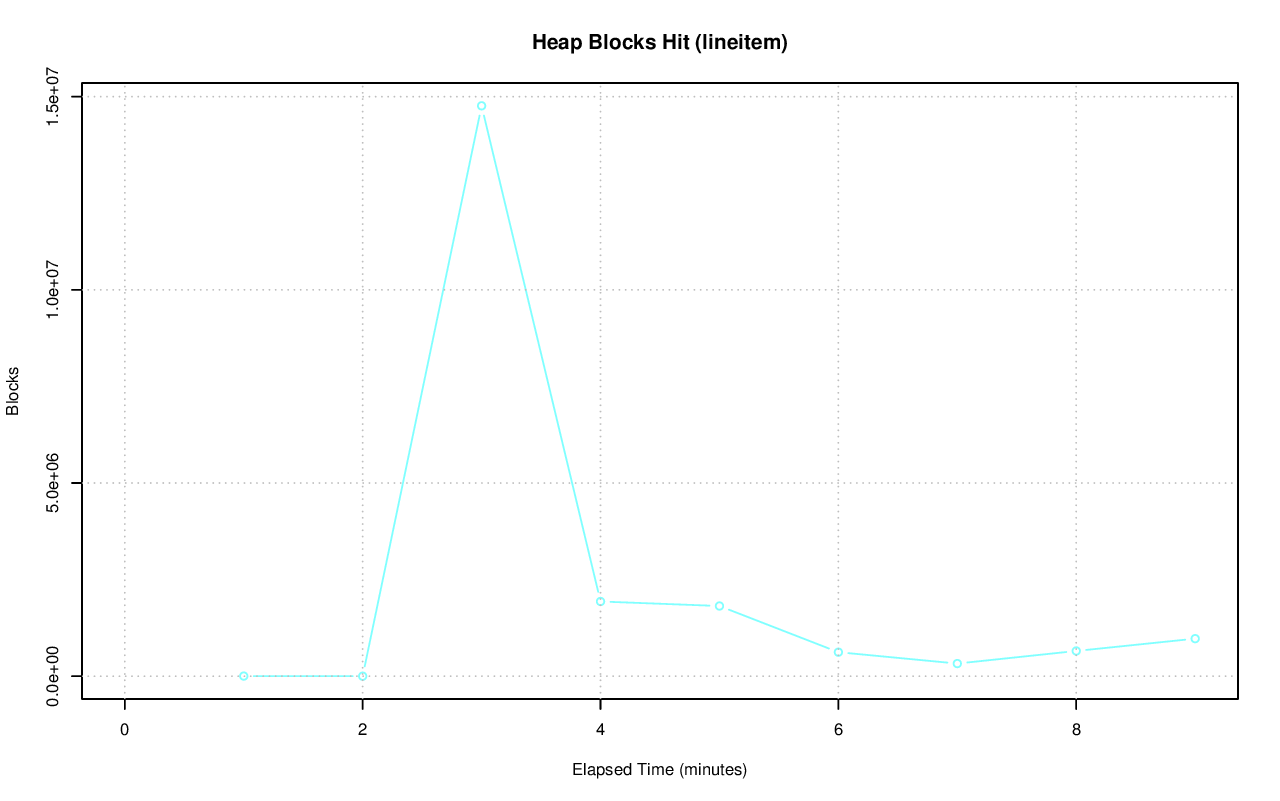 Heap Blocks Hit (lineitem)
1.5e+07
1.0e+07
5.0e+06
0.0e+00
Blocks
0 2 4 6 8
Elapsed Time (minutes)